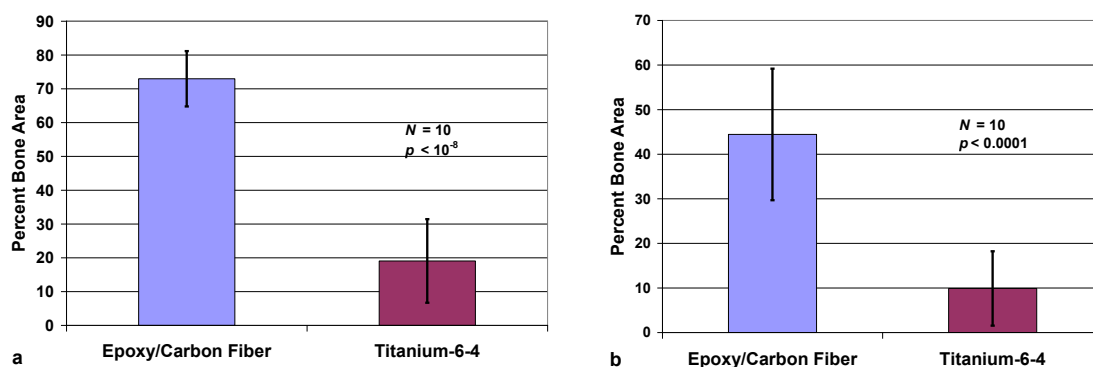 90
80
70
60
50
40
30
20
10
0
Percent Bone Area
N = 10
p < 10-8
Epoxy/Carbon Fiber
Titanium-6-4
a
70
60
50
40
30
20
10
0
Percent Bone Area
N = 10
p < 0.0001
Epoxy/Carbon Fiber
Titanium-6-4
b